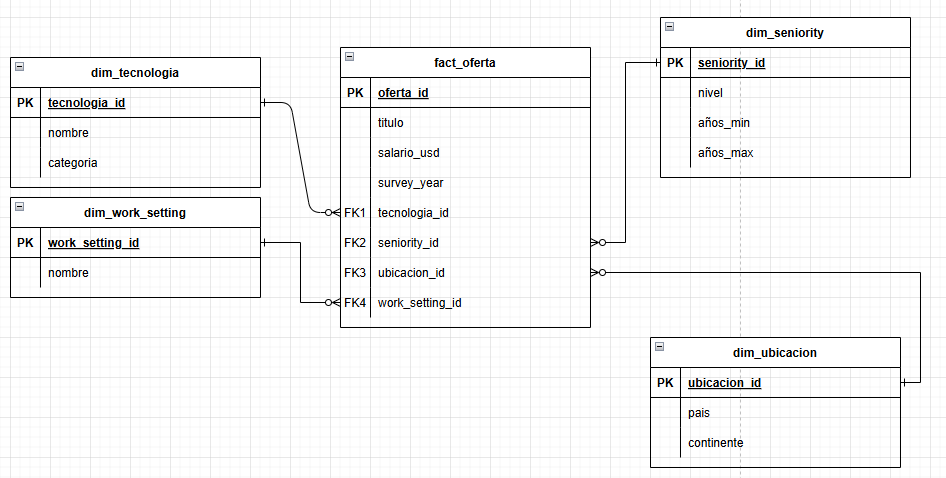 dim_tecnologia
PK tecnologia_id
nombre
categoria
dim_work_setting
PK work_setting_id
nombre
fact_oferta
PK oferta_id
titulo
salario_usd
survey_year
FK1 tecnologia_id
FK2 seniority_id
FK3 ubicacion_id
FK4 work_setting_id
dim_seniority
PK seniority_id
nivel
años_min
años_max
dim_ubicacion
PK ubicacion_id
pais
continente